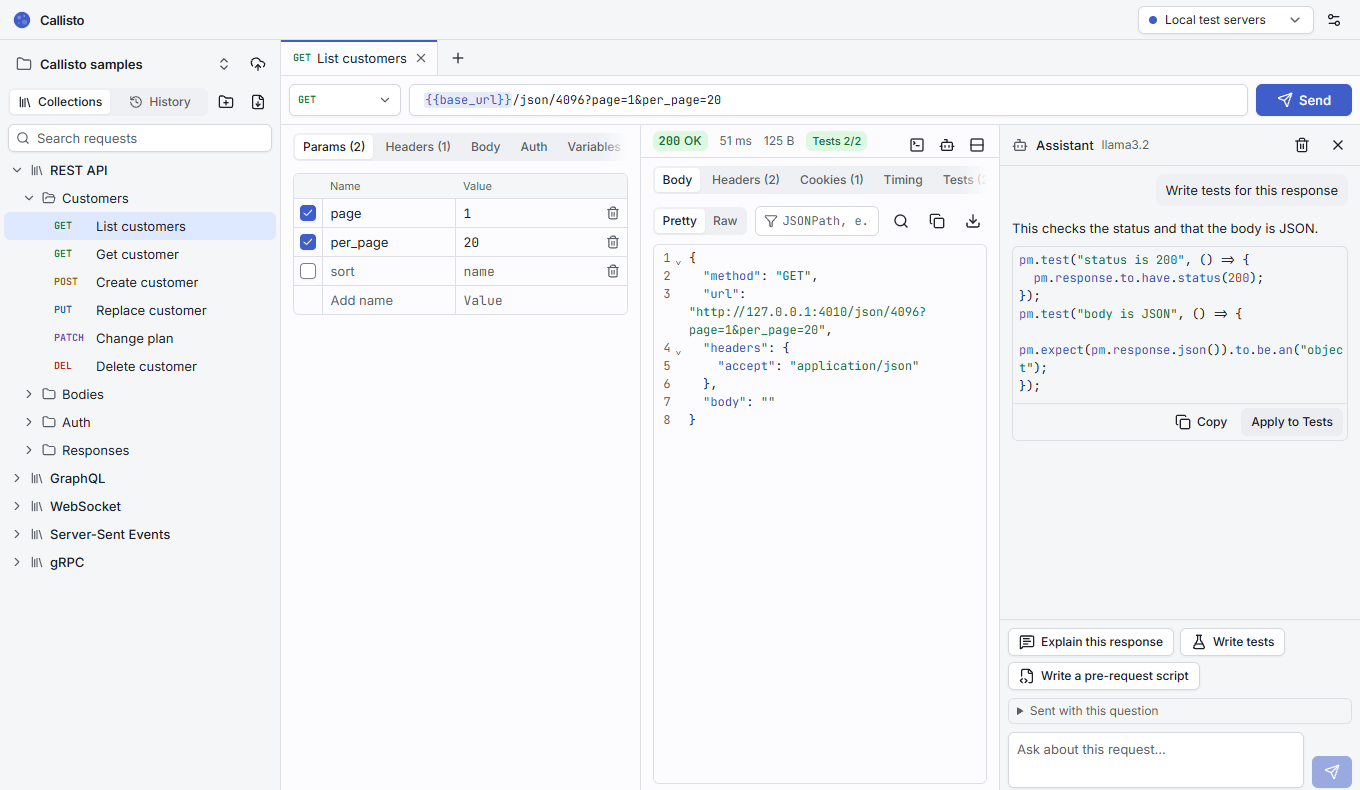 Callisto
Local test servers
Callisto samples
Collections
History
Search requests
REST API
Customers
GET List customers
GET Get customer
POST Create customer
PUT Replace customer
PATCH Change plan
DEL Delete customer
Bodies
Auth
Responses
GraphQL
WebSocket
Server-Sent Events
gRPC
GET List customers
GET
{{base_url}}/json/4096?page=1&per_page=20
Send
Params (2) Headers (1) Body Auth Variables
Name Value
page 1
per_page 20
sort name
Add name Value
200 OK 51 ms 125 B Tests 2/2
Body Headers (2) Cookies (1) Timing Tests (2
Pretty Raw JSONPath, e.
1 {
2 "method": "GET",
3 "url":
"http://127.0.0.1:4010/json/4096?
page=1&per_page=20",
4 "headers": {
5 "accept": "application/json"
6 },
7 "body": ""
8 }
Assistant llama3.2
Write tests for this response
This checks the status and that the body is JSON.
pm.test("status is 200", () => {
pm.response.to.have.status(200);
});
pm.test("body is JSON", () => {
pm.expect(pm.response.json()).to.be.an("objec
t");
});
Copy Apply to Tests
Explain this response
Write tests
Write a pre-request script
Sent with this question
Ask about this request...